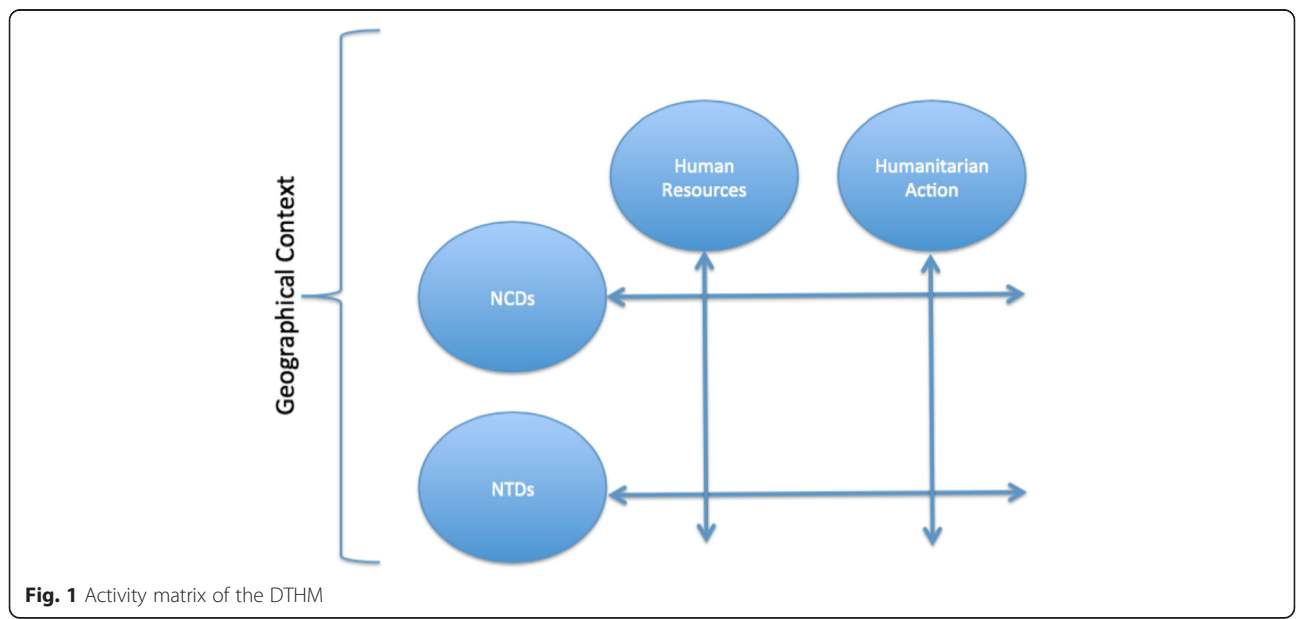 Geographical Context
Human
Resources
Humanitarian
Action
NCDs
NTDs
Fig. 1 Activity matrix of the DTHM